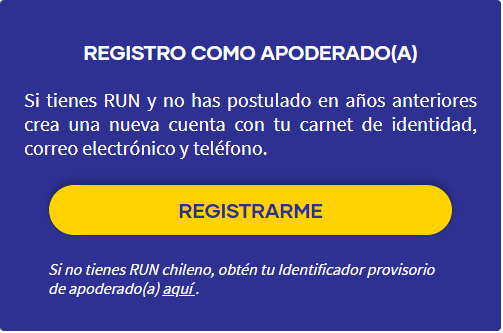 REGISTRO COMO APODERADO(A)
Si tienes RUN y no has postulado en años anteriores
crea una nueva cuenta con tu carnet de identidad,
correo electrónico y teléfono.
REGISTRARME
Si no tienes RUN chileno, obtén tu Identificador provisorio
de apoderado(a) aquí .